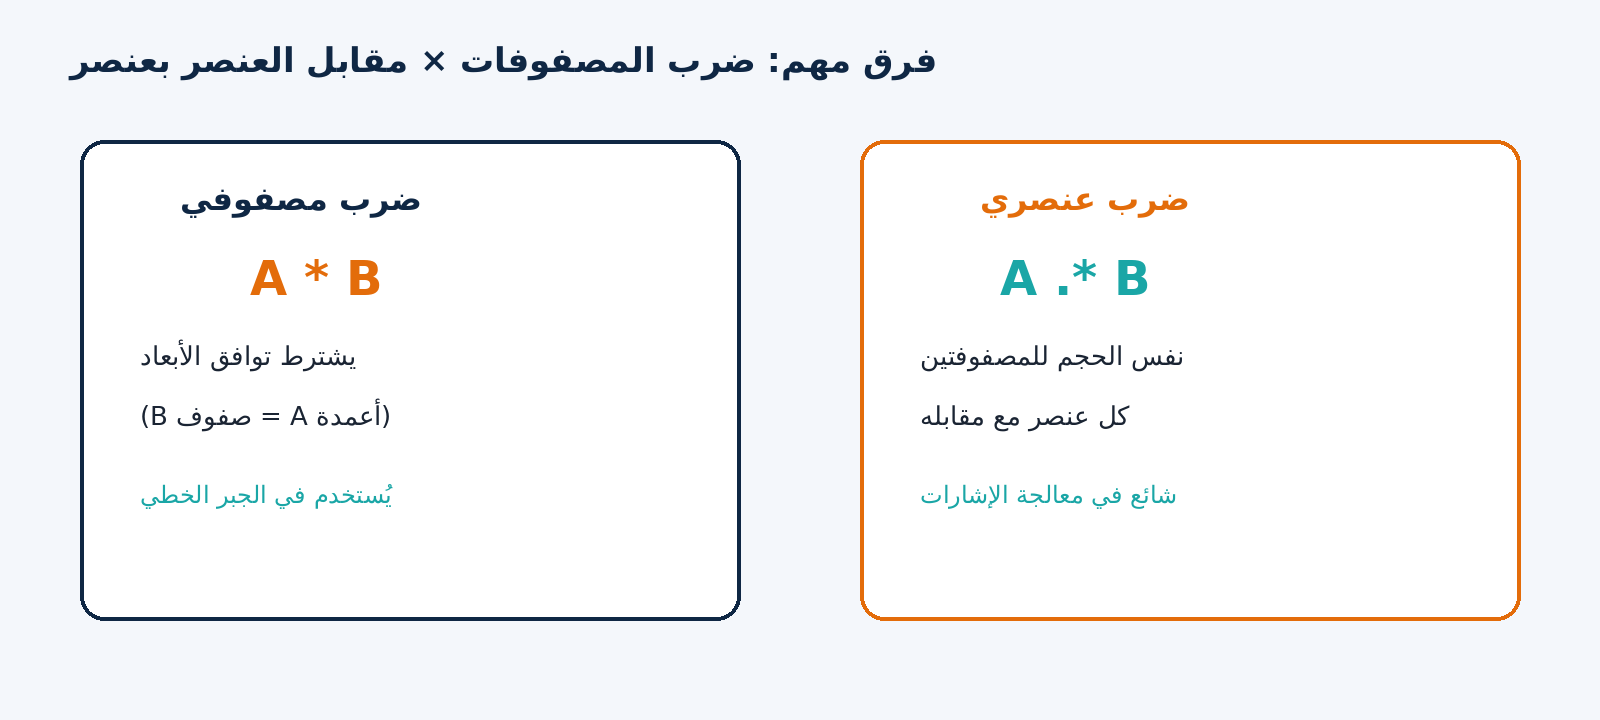 فرق مهم: ضرب المصفوفات × مقابل العنصر بعنصر
ضرب مصفوفي
A * B
يشترط توافق الأبعاد
(أعمدة A = صفوف B)
يُستخدم في الجبر الخطي
ضرب عنصري
A .* B
نفس الحجم للمصفوفتين
كل عنصر مع مقابله
شائع في معالجة الإشارات